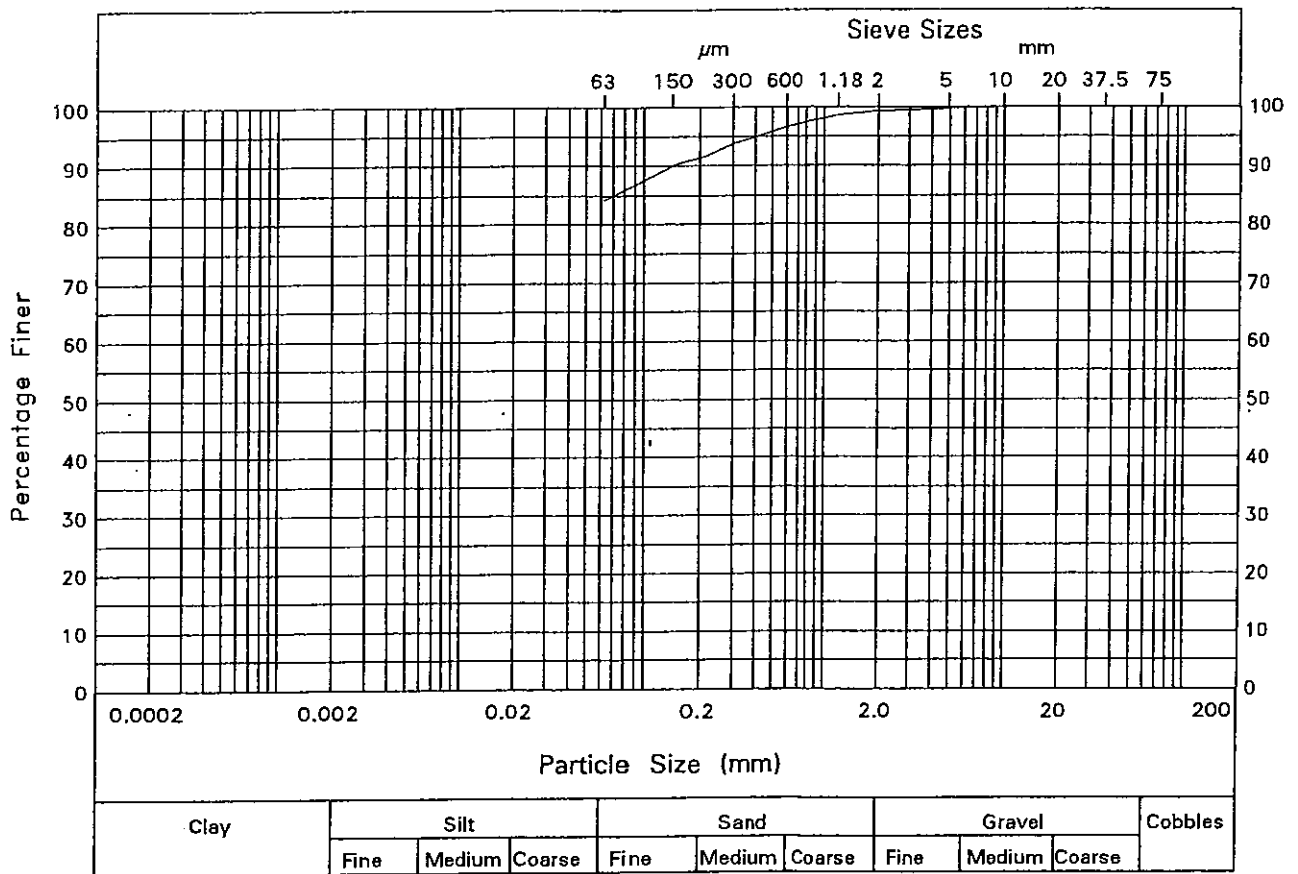 Sieve Sizes
μm mm
63 150 300 600 1.18 2 5 10 20 37.5 75
100 100
90 90
80 80
70 70
60 60
50 50
40 40
30 30
20 20
10 10
0 0
Percentage Finer
0.0002 0.002 0.02 0.2 2.0 20 200
Particle Size (mm)
Clay Silt Sand Gravel Cobbles
Fine Medium Coarse Fine Medium Coarse Fine Medium Coarse